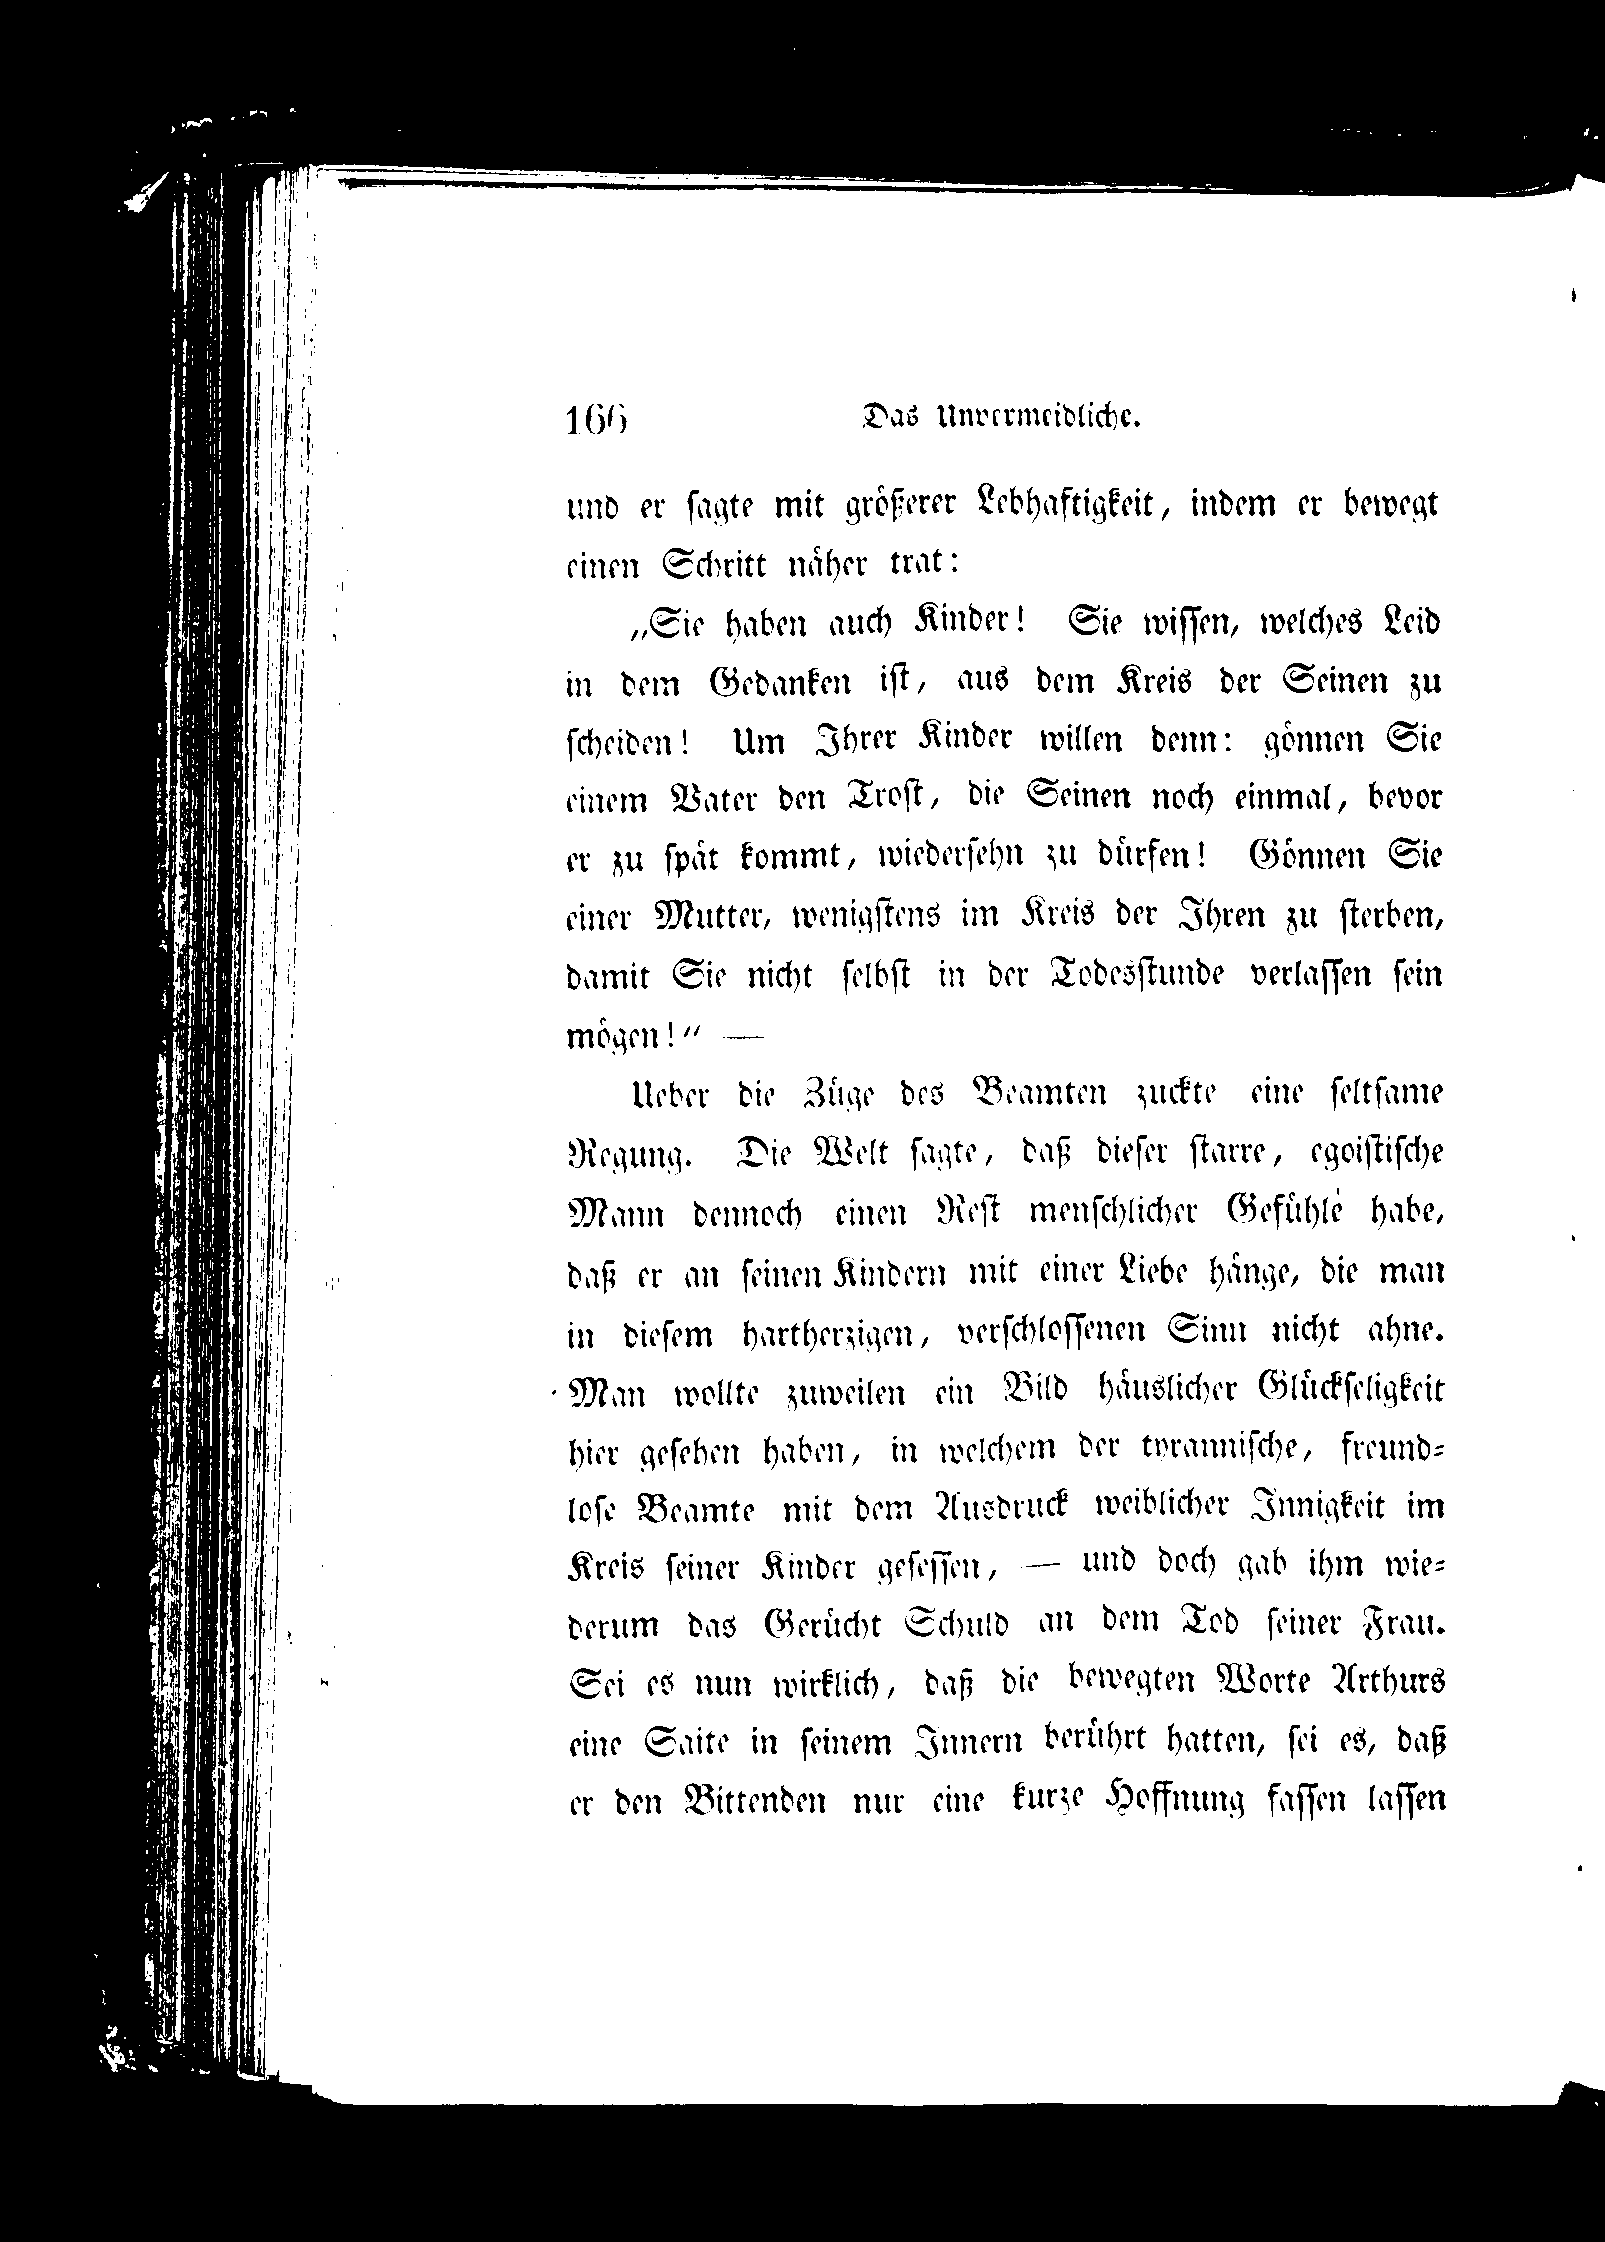 166 Das Unvermeidliche.
und er ſagte mit größerer Lebhaftigkeit, indem er bewegt
einen Schritt näher trat:
„Sie haben auch Kinder! Sie wiſſen, welches Leid
in dem Gedanken iſt, aus dem Kreis der Seinen zu
ſcheiden! Um Ihrer Kinder willen denn: gönnen Sie
einem Vater den Troſt, die Seinen noch einmal, bevor
er zu ſpät kommt, wiederſehn zu dürfen! Gönnen Sie
einer Mutter, wenigſtens im Kreis der Ihren zu ſterben,
damit Sie nicht ſelbſt in der Todesſtunde verlaſſen ſein
mögen!“ —
Ueber die Züge des Beamten zuckte eine ſeltſame
Regung. Die Welt ſagte, daß dieſer ſtarre, egoiſtiſche
Mann dennoch einen Reſt menſchlicher Gefühle habe,
daß er an ſeinen Kindern mit einer Liebe hänge, die man
in dieſem hartherzigen, verſchloſſenen Sinn nicht ahne.
Man wollte zuweilen ein Bild häuslicher Glückſeligkeit
hier geſehen haben, in welchem der tyranniſche, freund⸗
loſe Beamte mit dem Ausdruck weiblicher Innigkeit im
Kreis ſeiner Kinder geſeſſen, — und doch gab ihm wie⸗
derum das Gerücht Schuld an dem Tod ſeiner Frau.
Sei es nun wirklich, daß die bewegten Worte Arthurs
eine Saite in ſeinem Innern berührt hatten, ſei es, daß
er den Bittenden nur eine kurze Hoffnung faſſen laſſen